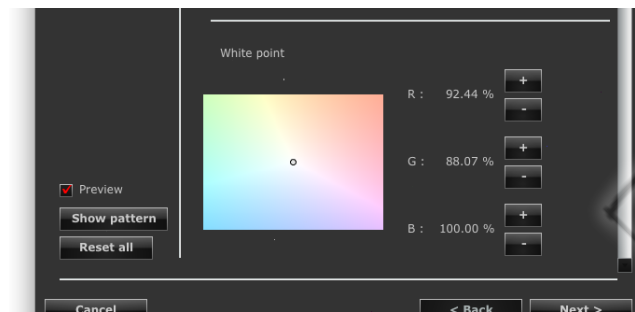 White point
R : 92.44 %
+
-
G : 88.07 %
+
-
Preview
Show pattern
B : 100.00 %
+
-
Reset all
Cancel
< Back
Next >